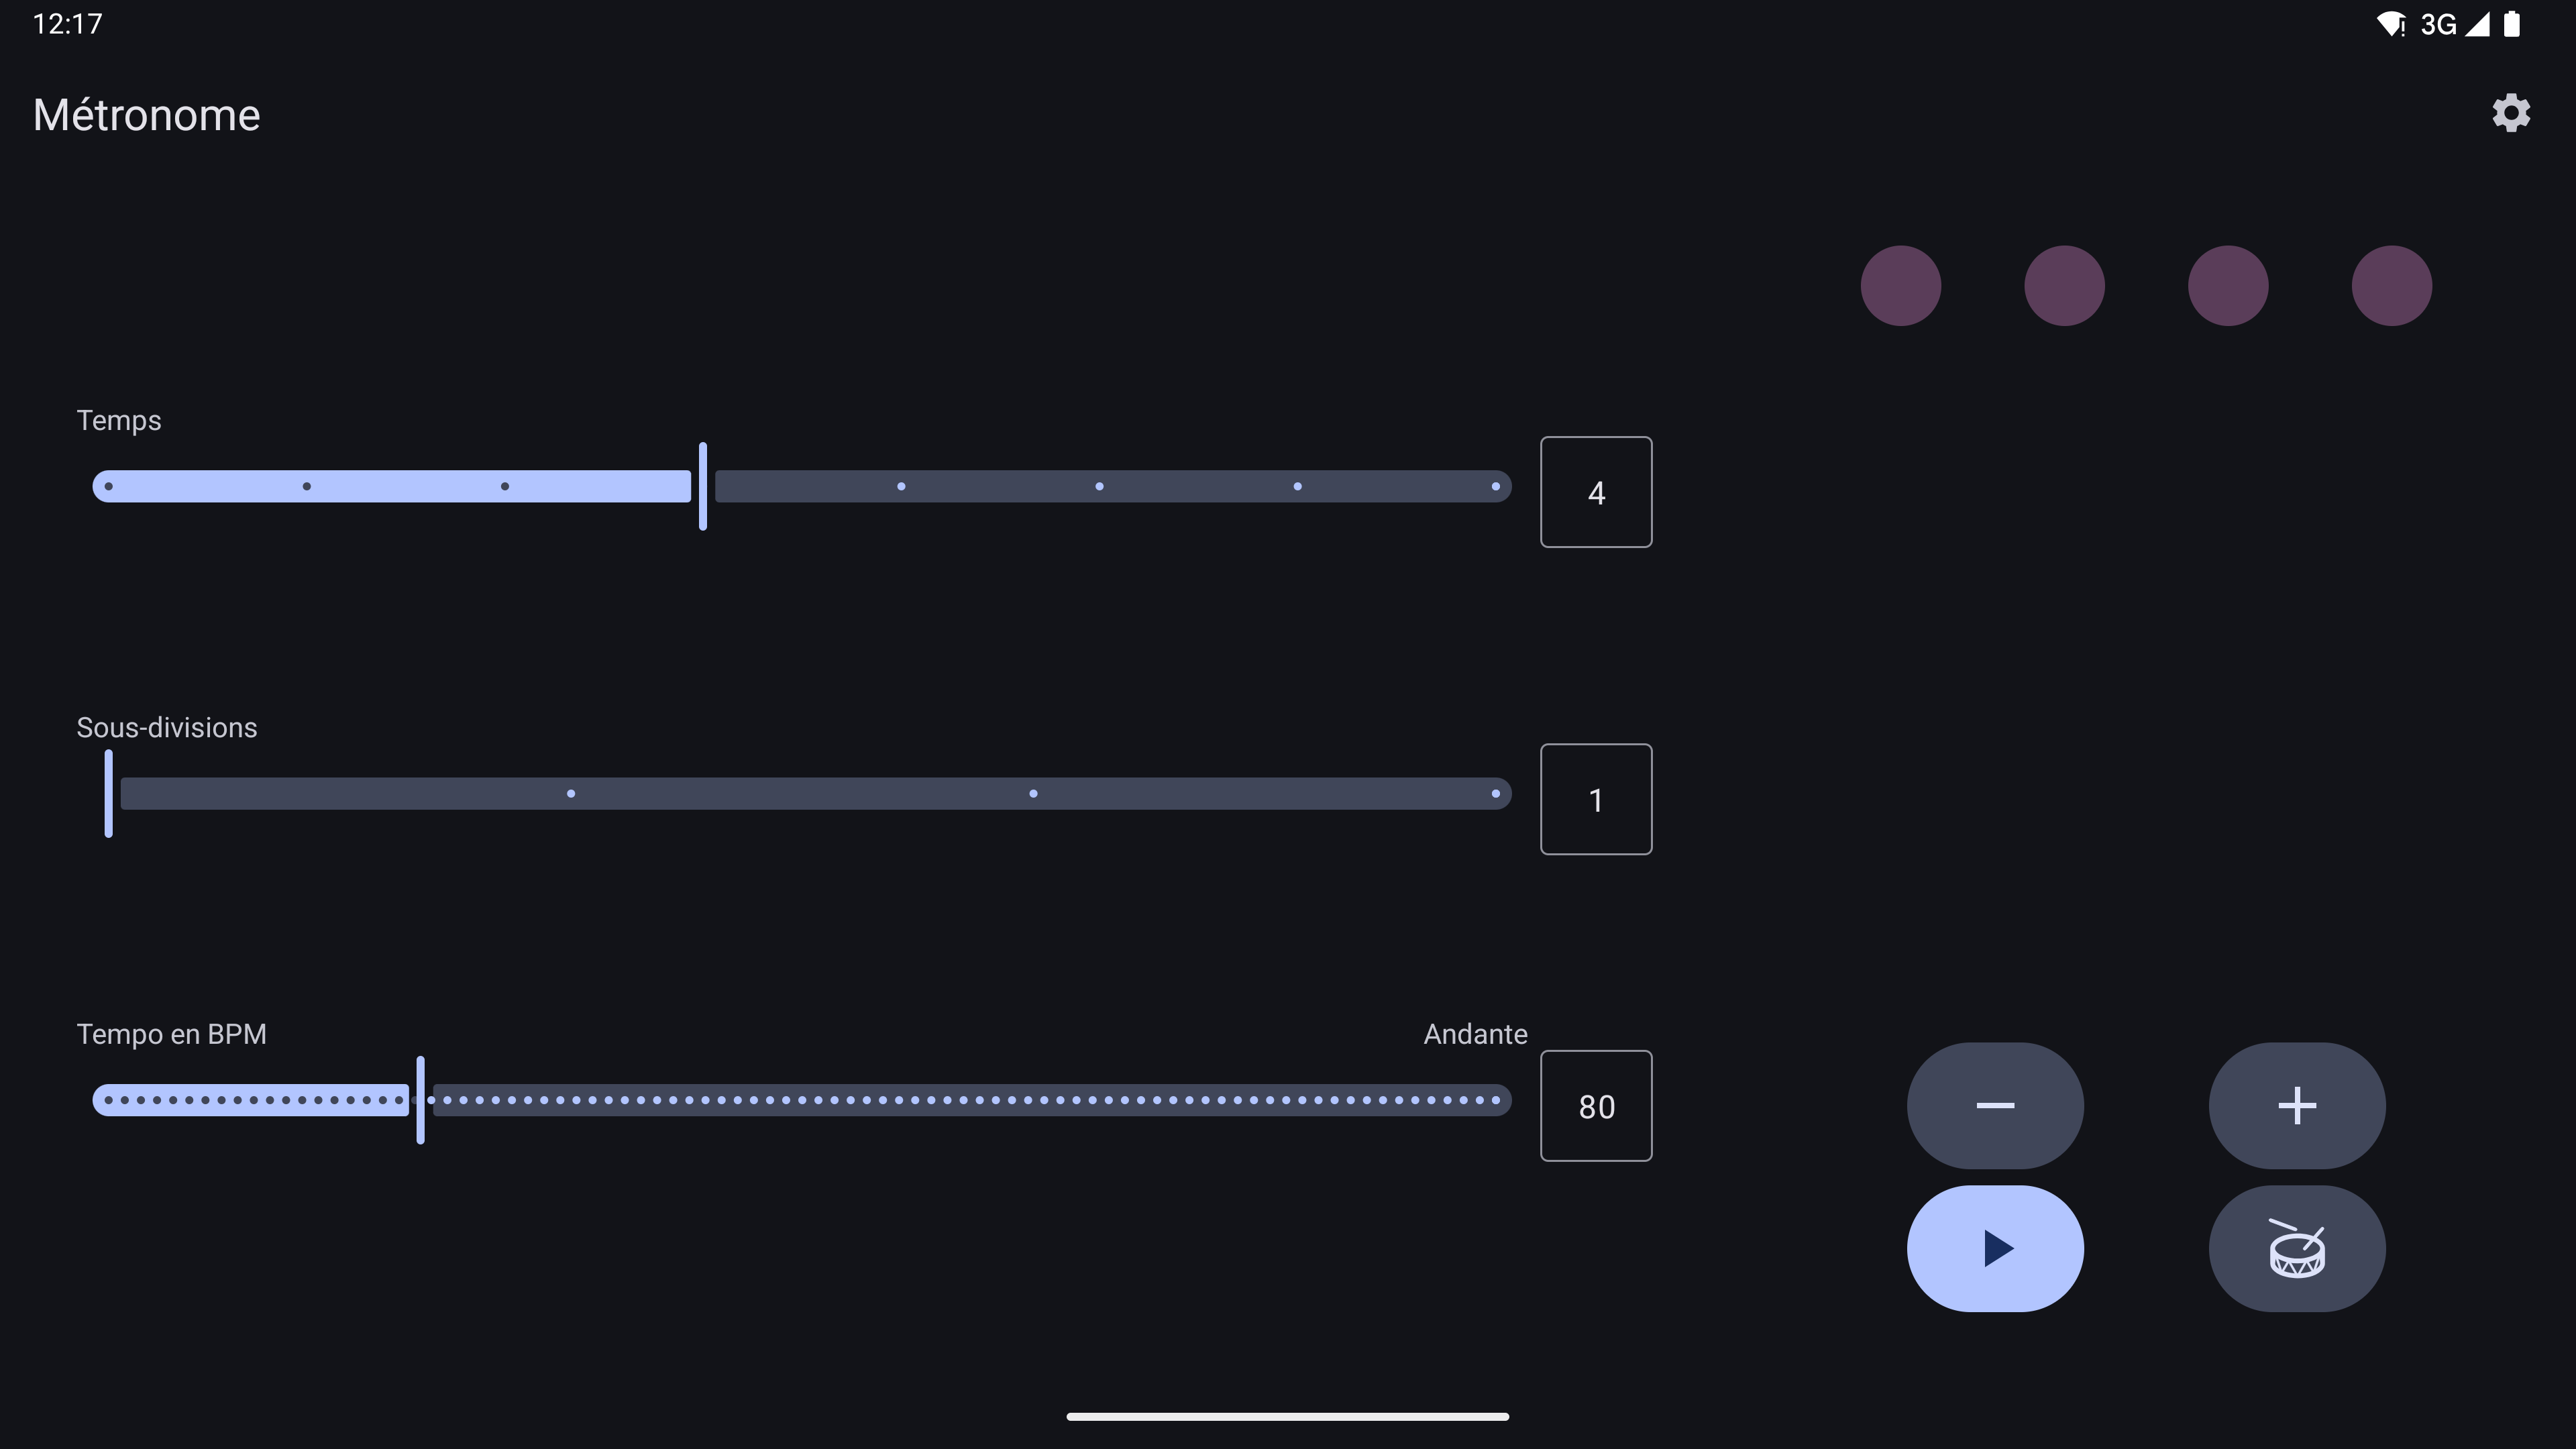 12:17
3G
Métronome
Temps
4
Sous-divisions
1
Tempo en BPM
Andante
80